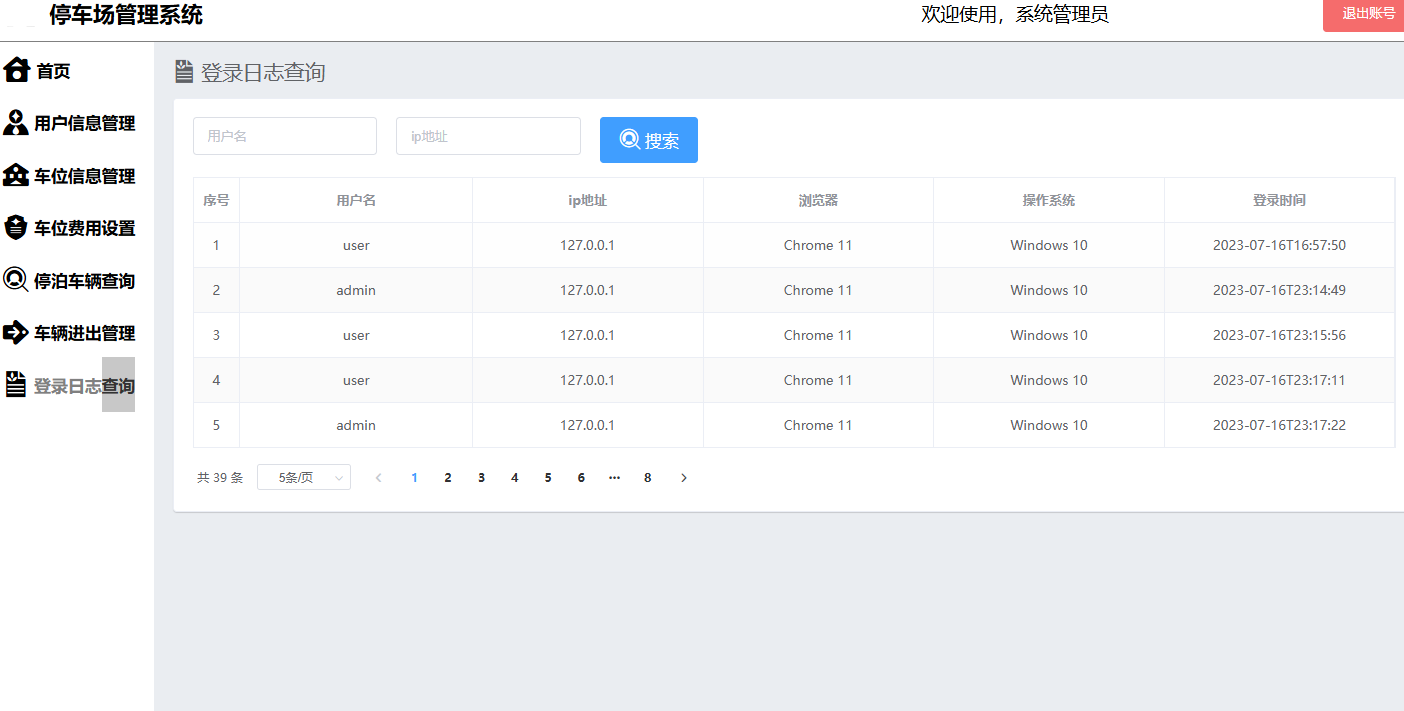 停车场管理系统
欢迎使用，系统管理员
退出账号
首页
用户信息管理
车位信息管理
车位费用设置
停泊车辆查询
车辆进出管理
登录日志查询
登录日志查询
用户名 ip地址 搜索
序号 用户名 ip地址 浏览器 操作系统 登录时间
1 user 127.0.0.1 Chrome 11 Windows 10 2023-07-16T16:57:50
2 admin 127.0.0.1 Chrome 11 Windows 10 2023-07-16T23:14:49
3 user 127.0.0.1 Chrome 11 Windows 10 2023-07-16T23:15:56
4 user 127.0.0.1 Chrome 11 Windows 10 2023-07-16T23:17:11
5 admin 127.0.0.1 Chrome 11 Windows 10 2023-07-16T23:17:22
共 39 条 5条/页 1 2 3 4 5 6 ··· 8